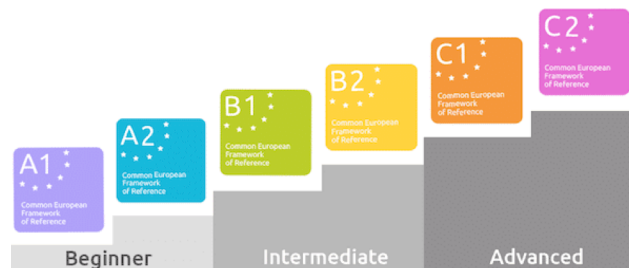 A1
Common European
Framework
of Reference
A2
Common European
Framework
of Reference
B1
Common European
Framework
of Reference
B2
Common European
Framework
of Reference
C1
Common European
Framework
of Reference
C2
Common European
Framework
of Reference
Beginner
Intermediate
Advanced